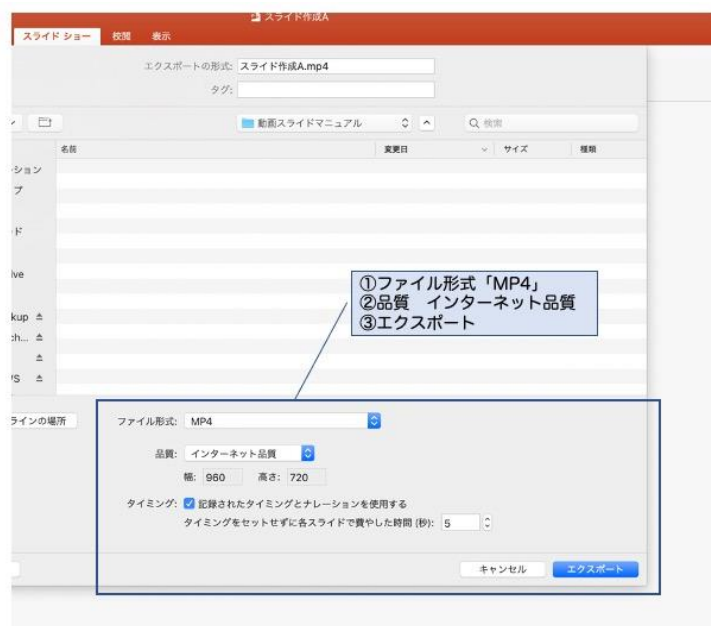 スライド作成A
スライド ショー 校閲 表示
エクスポートの形式: スライド作成A.mp4
タグ:
動画スライドマニュアル
検索
名前 変更日 サイズ 種類
ション
プ
ド
ive
kup
ch...
/S
①ファイル形式「MP4」
②品質 インターネット品質
③エクスポート
ラインの場所
ファイル形式: MP4
品質: インターネット品質
幅: 960 高さ: 720
タイミング: 記録されたタイミングとナレーションを使用する
タイミングをセットせずに各スライドで費やした時間 (秒): 5
キャンセル エクスポート